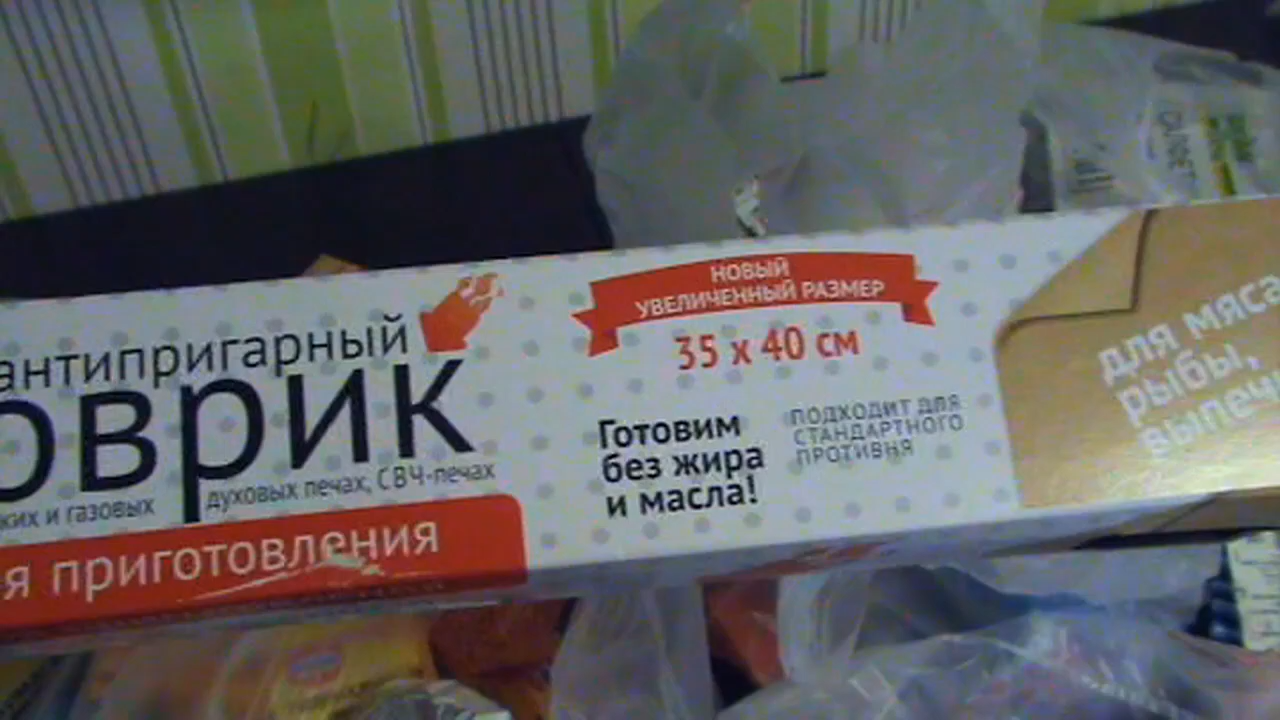 антипригарный
оврик
ких и газовых духовых печах, СВЧ-печах
я приготовления
НОВЫЙ
УВЕЛИЧЕННЫЙ РАЗМЕР
35 х 40 см
Готовим
без жира
и масла!
ПОДХОДИТ ДЛЯ
СТАНДАРТНОГО
ПРОТИВНЯ
для мяса
рыбы,
выпеч